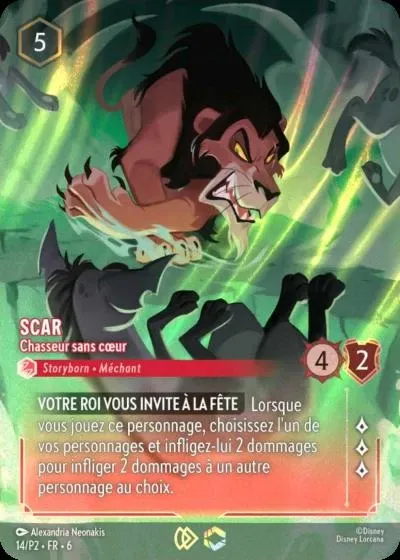 5
SCAR
Chasseur sans cœur
Storyborn • Méchant
4 2
VOTRE ROI VOUS INVITE À LA FÊTE Lorsque
vous jouez ce personnage, choisissez l'un de
vos personnages et infligez-lui 2 dommages
pour infliger 2 dommages à un autre
personnage au choix.
Alexandria Neonakis
14/P2 • FR • 6
©Disney
Disney Lorcana